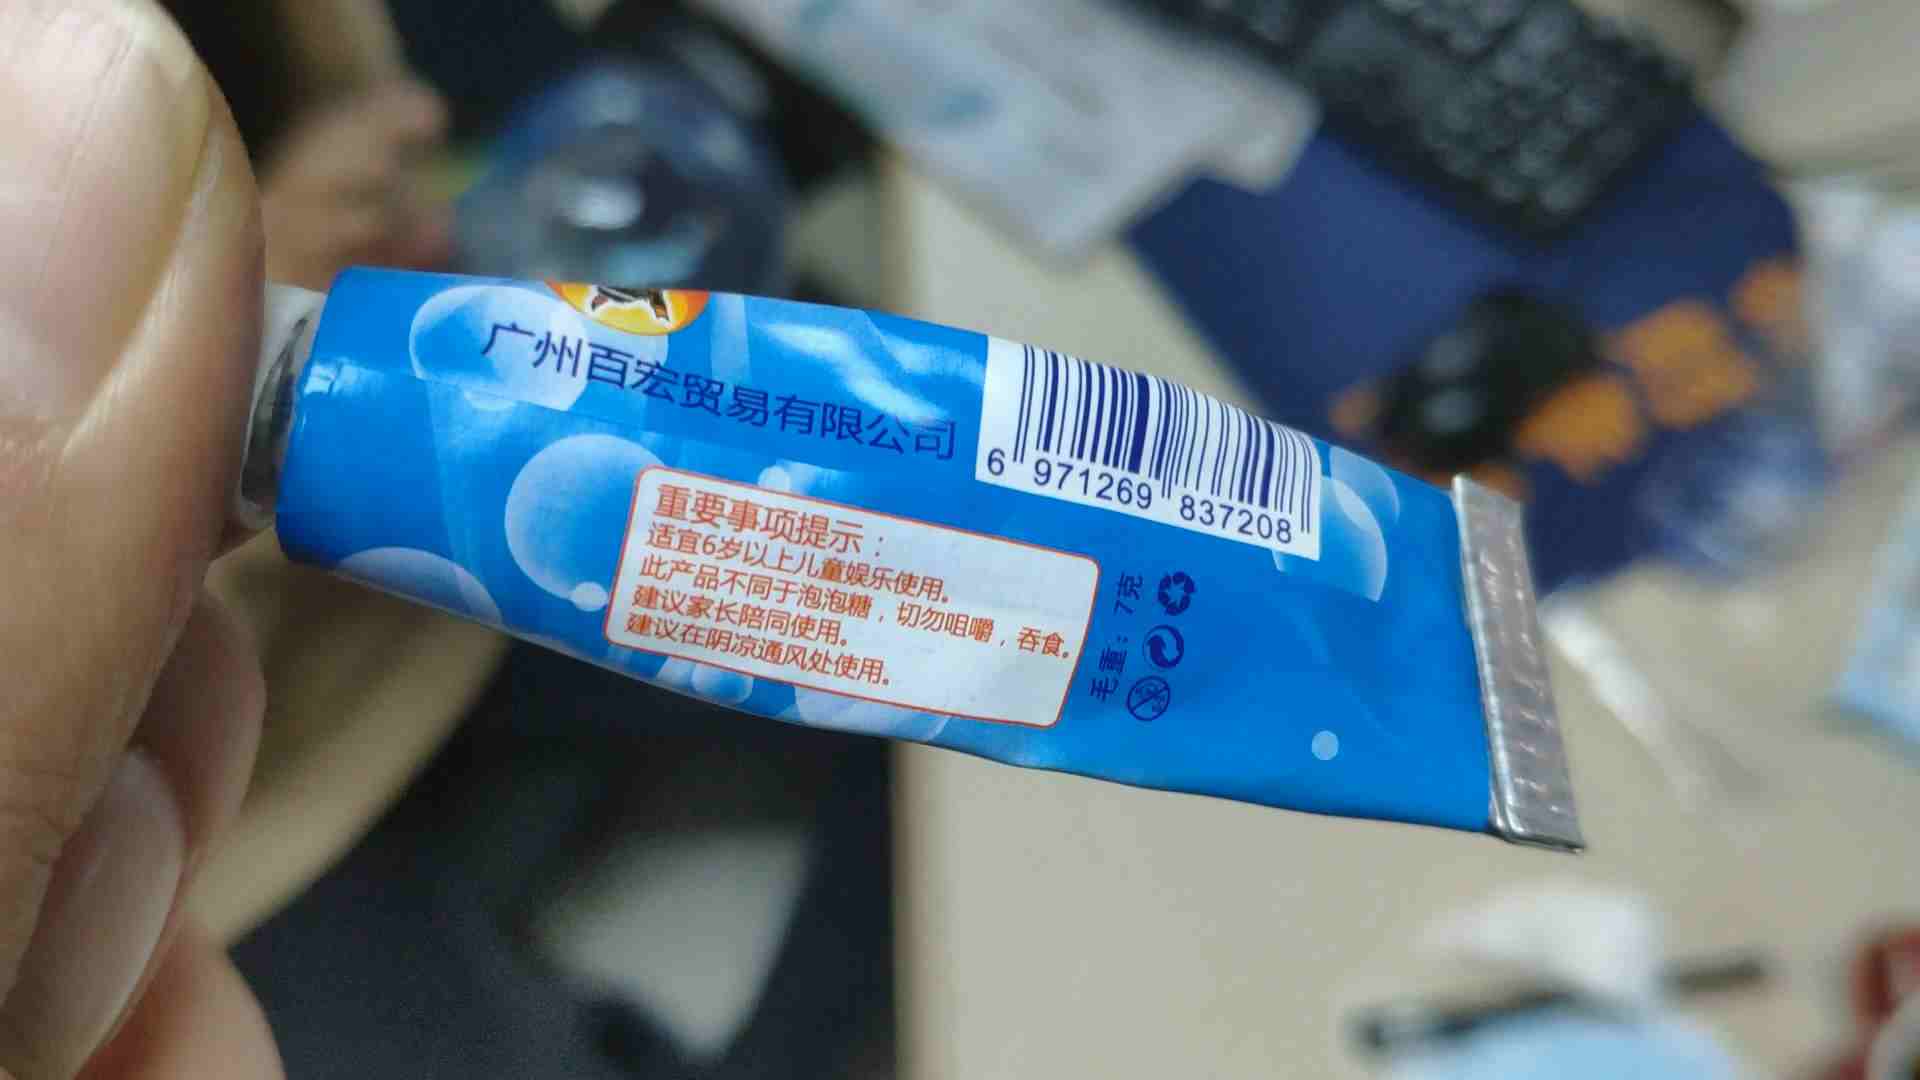 广州百宏贸易有限公司
6 971269 837208
重要事项提示：
适宜6岁以上儿童娱乐使用。
此产品不同于泡泡糖，切勿咀嚼，吞食。
建议家长陪同使用。
建议在阴凉通风处使用。
毛重：7克